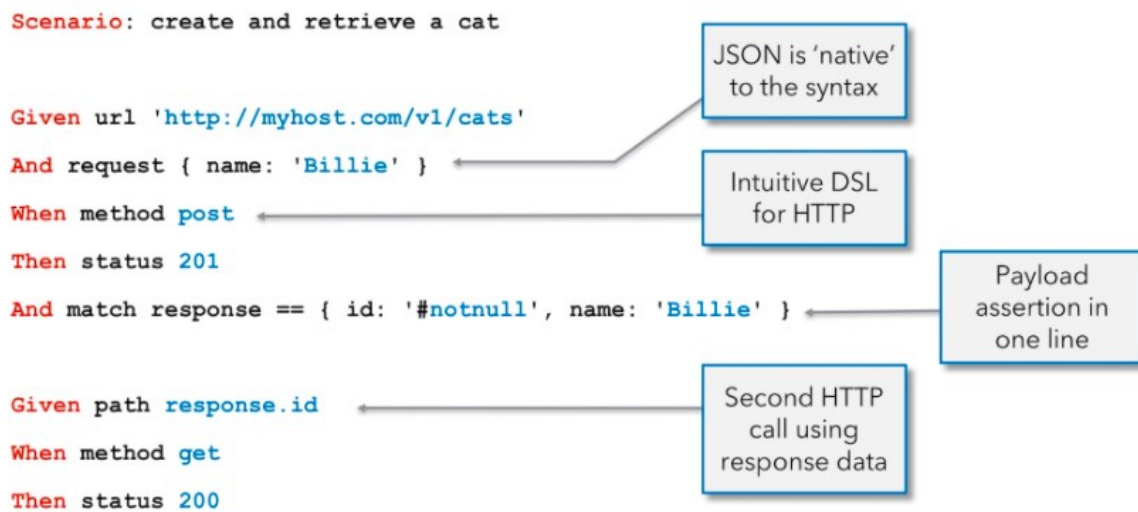 Scenario: create and retrieve a cat
JSON is ‘native’
to the syntax
Given url 'http://myhost.com/v1/cats'
And request { name: 'Billie' }
Intuitive DSL
for HTTP
When method post
Then status 201
And match response == { id: '#notnull', name: 'Billie' }
Payload
assertion in
one line
Given path response.id
Second HTTP
call using
response data
When method get
Then status 200